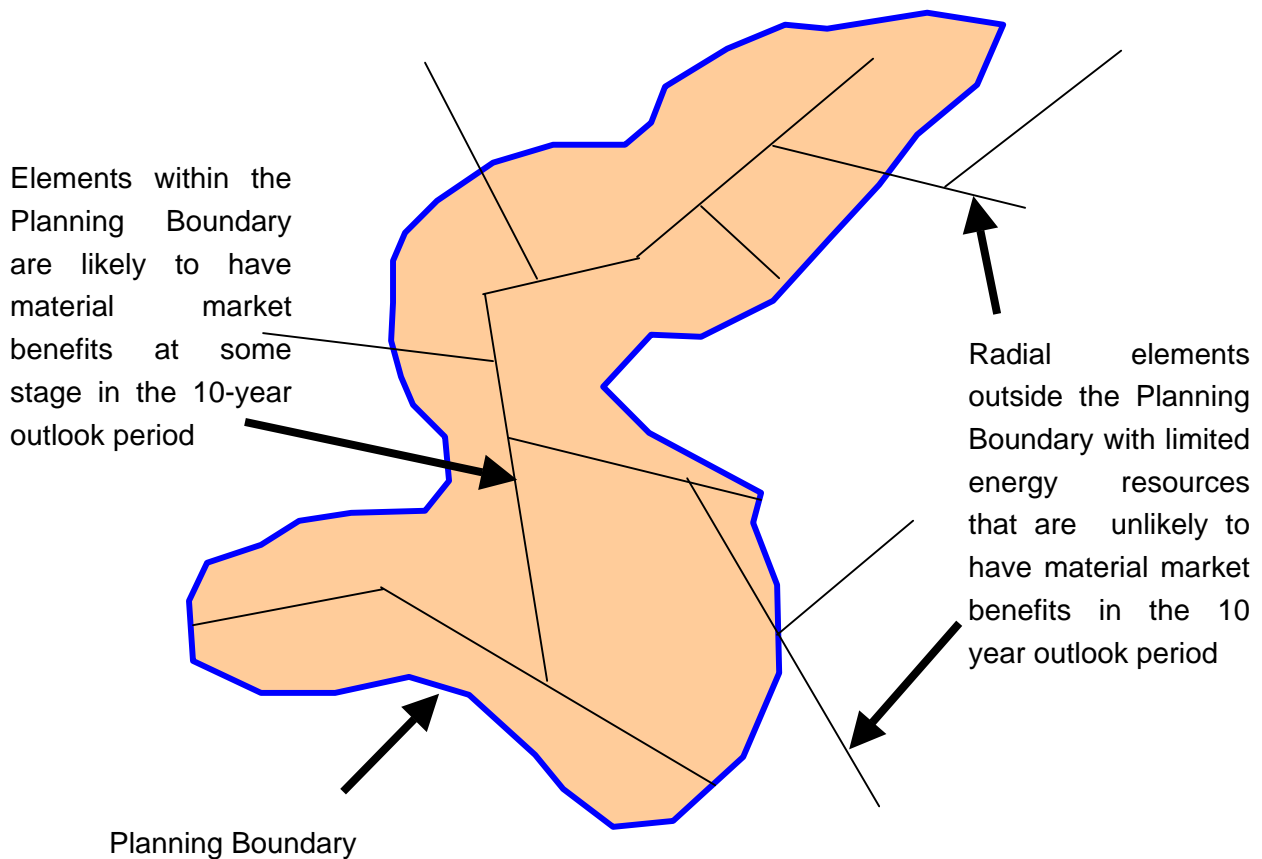 Elements within the
Planning Boundary
are likely to have
material market
benefits at some
stage in the 10-year
outlook period
Radial elements
outside the Planning
Boundary with limited
energy resources
that are unlikely to
have material market
benefits in the 10
year outlook period
Planning Boundary